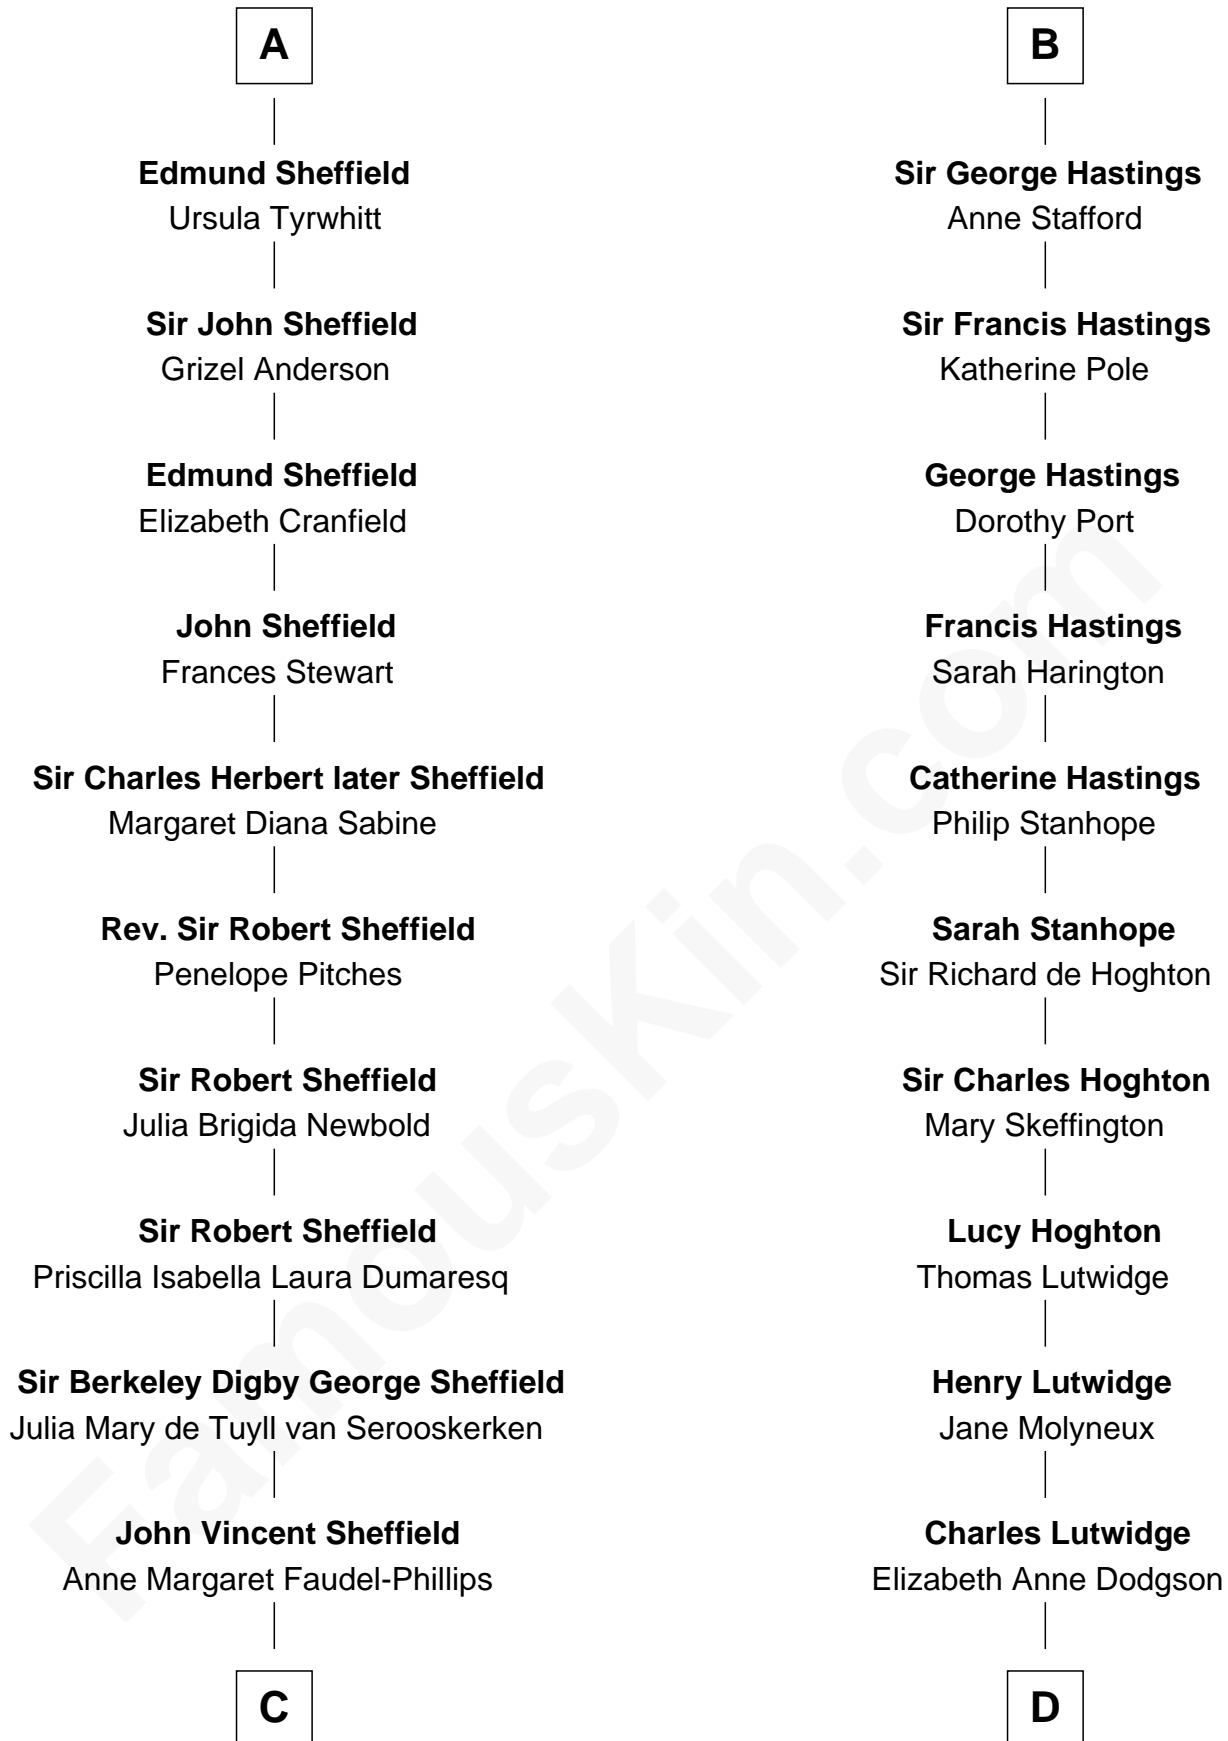 A
Edmund Sheffield
Ursula Tyrwhitt
Sir John Sheffield
Grizel Anderson
Edmund Sheffield
Elizabeth Cranfield
John Sheffield
Frances Stewart
Sir Charles Herbert later Sheffield
Margaret Diana Sabine
Rev. Sir Robert Sheffield
Penelope Pitches
Sir Robert Sheffield
Julia Brigida Newbold
Sir Robert Sheffield
Priscilla Isabella Laura Dumaresq
Sir Berkeley Digby George Sheffield
Julia Mary de Tuyll van Serooskerken
John Vincent Sheffield
Anne Margaret Faudel-Phillips
C
B
Sir George Hastings
Anne Stafford
Sir Francis Hastings
Katherine Pole
George Hastings
Dorothy Port
Francis Hastings
Sarah Harington
Catherine Hastings
Philip Stanhope
Sarah Stanhope
Sir Richard de Hoghton
Sir Charles Hoghton
Mary Skeffington
Lucy Hoghton
Thomas Lutwidge
Henry Lutwidge
Jane Molyneux
Charles Lutwidge
Elizabeth Anne Dodgson
D
FamousKin.com